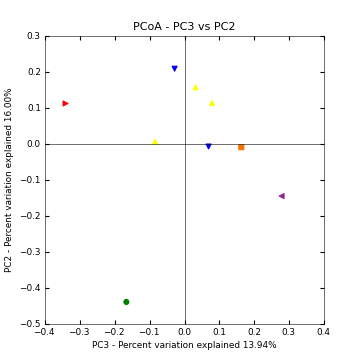 PCoA - PC3 vs PC2
PC2 - Percent variation explained 16.00%
0.3
0.2
0.1
0.0
−0.1
−0.2
−0.3
−0.4
−0.5
−0.4 −0.3 −0.2 −0.1 0.0 0.1 0.2 0.3 0.4
PC3 - Percent variation explained 13.94%